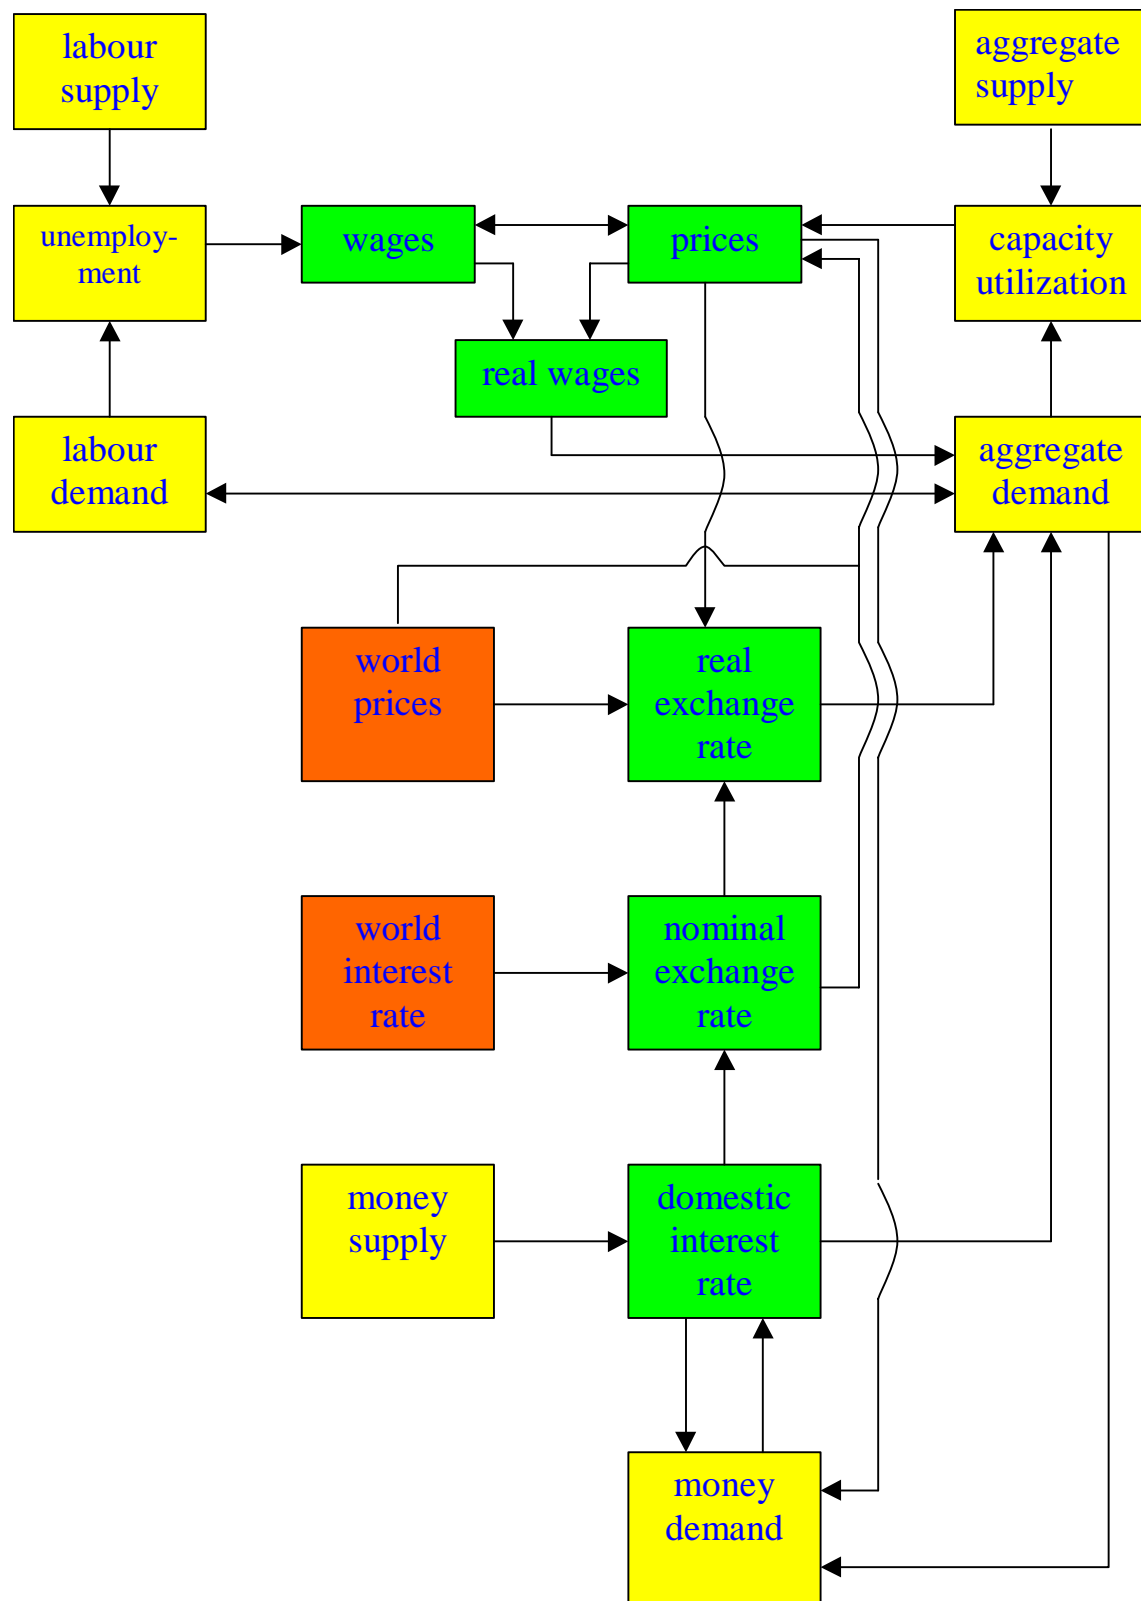 labour
supply
aggregate
supply
unemploy-
ment
wages
prices
capacity
utilization
real wages
labour
demand
aggregate
demand
world
prices
real
exchange
rate
world
interest
rate
nominal
exchange
rate
money
supply
domestic
interest
rate
money
demand